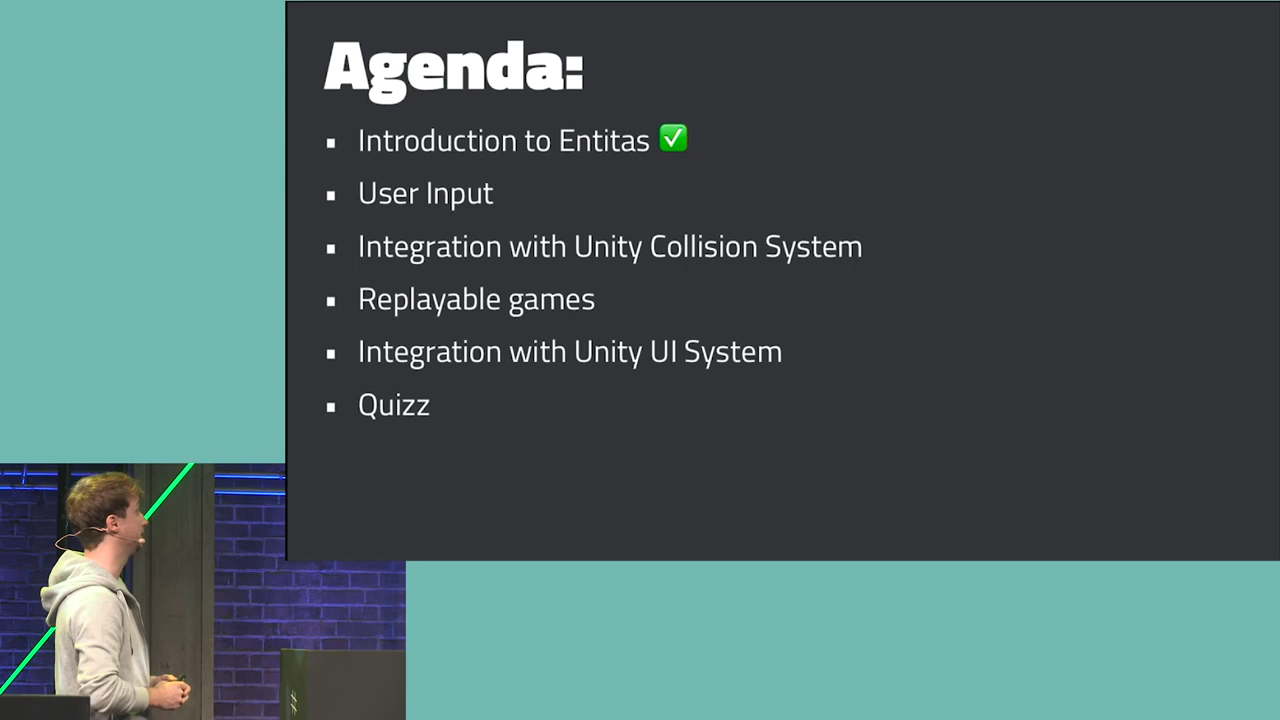 Agenda:
▪ Introduction to Entitas ✅
▪ User Input
▪ Integration with Unity Collision System
▪ Replayable games
▪ Integration with Unity UI System
▪ Quizz